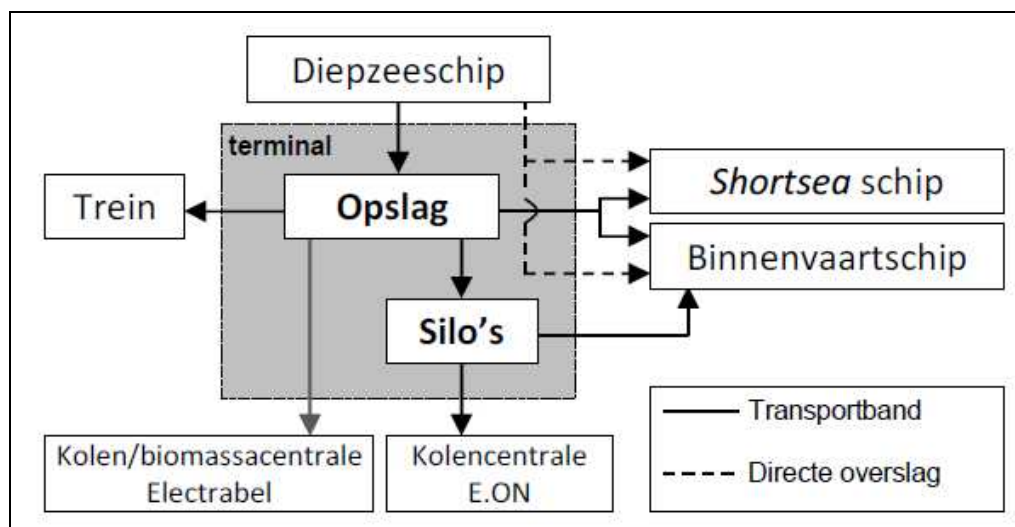 Diepzeeschip
terminal
Trein
Opslag
Shortsea schip
Binnenvaartschip
Silo's
Kolen/biomassacentrale
Electrabel
Kolencentrale
E.ON
Transportband
Directe overslag